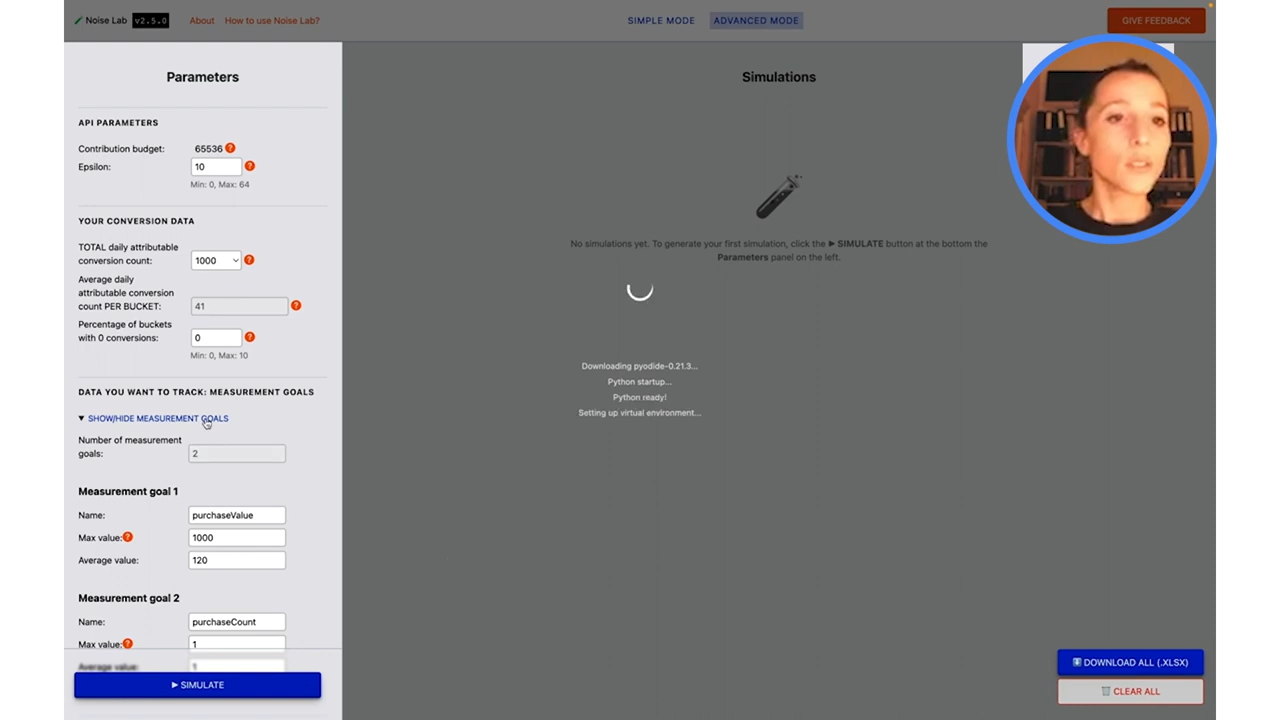 Noise Lab v2.5.0
About
How to use Noise Lab?
SIMPLE MODE
ADVANCED MODE
GIVE FEEDBACK
Parameters
API PARAMETERS
Contribution budget: 65536 ?
Epsilon: 10 ?
Min: 0, Max: 64
YOUR CONVERSION DATA
TOTAL daily attributable
conversion count: 1000 ?
Average daily
attributable conversion
count PER BUCKET: 41 ?
Percentage of buckets
with 0 conversions: 0 ?
Min: 0, Max: 10
DATA YOU WANT TO TRACK: MEASUREMENT GOALS
▼ SHOW/HIDE MEASUREMENT GOALS
Number of measurement
goals: 2
Measurement goal 1
Name: purchaseValue
Max value: ? 1000
Average value: 120
Measurement goal 2
Name: purchaseCount
Max value: ? 1
Average value: 1
► SIMULATE
Simulations
No simulations yet. To generate your first simulation, click the ► SIMULATE button at the bottom the
Parameters panel on the left.
Downloading pyodide-0.21.3...
Python startup...
Python ready!
Setting up virtual environment...
DOWNLOAD ALL (.XLSX)
CLEAR ALL